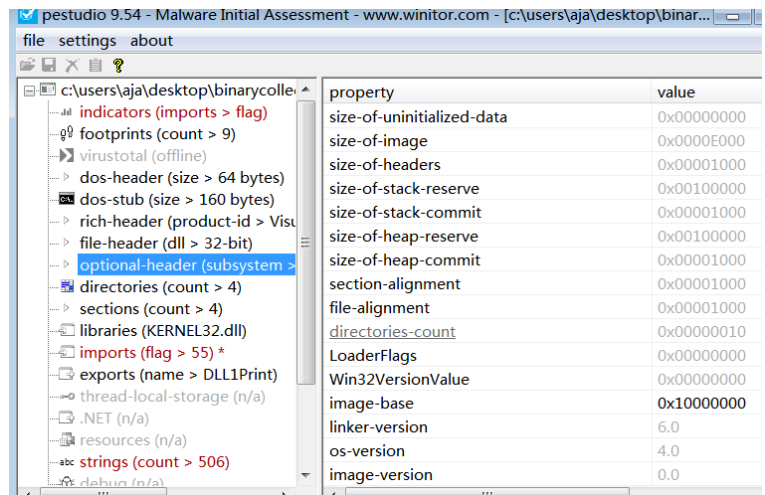 pestudio 9.54 - Malware Initial Assessment - www.winitor.com - [c:\users\aja\desktop\binar...
file settings about
c:\users\aja\desktop\binarycolle
indicators (imports > flag)
footprints (count > 9)
virustotal (offline)
dos-header (size > 64 bytes)
dos-stub (size > 160 bytes)
rich-header (product-id > Visu
file-header (dll > 32-bit)
optional-header (subsystem >
directories (count > 4)
sections (count > 4)
libraries (KERNEL32.dll)
imports (flag > 55) *
exports (name > DLL1Print)
thread-local-storage (n/a)
.NET (n/a)
resources (n/a)
abc strings (count > 506)
debug (n/a)
property value
size-of-uninitialized-data 0x00000000
size-of-image 0x0000E000
size-of-headers 0x00001000
size-of-stack-reserve 0x00100000
size-of-stack-commit 0x00001000
size-of-heap-reserve 0x00100000
size-of-heap-commit 0x00001000
section-alignment 0x00001000
file-alignment 0x00001000
directories-count 0x00000010
LoaderFlags 0x00000000
Win32VersionValue 0x00000000
image-base 0x10000000
linker-version 6.0
os-version 4.0
image-version 0.0